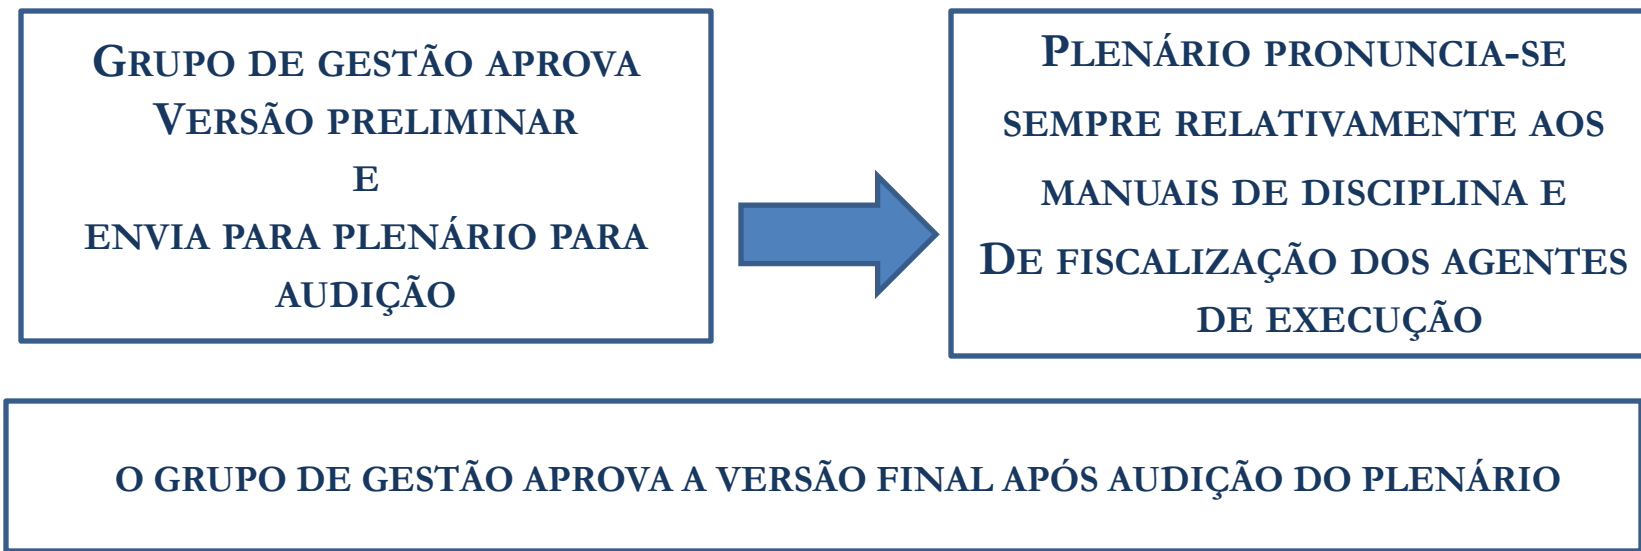 GRUPO DE GESTÃO APROVA
VERSÃO PRELIMINAR
E
ENVIA PARA PLENÁRIO PARA
AUDIÇÃO
PLENÁRIO PRONUNCIA-SE
SEMPRE RELATIVAMENTE AOS
MANUAIS DE DISCIPLINA E
DE FISCALIZAÇÃO DOS AGENTES
DE EXECUÇÃO
O GRUPO DE GESTÃO APROVA A VERSÃO FINAL APÓS AUDIÇÃO DO PLENÁRIO